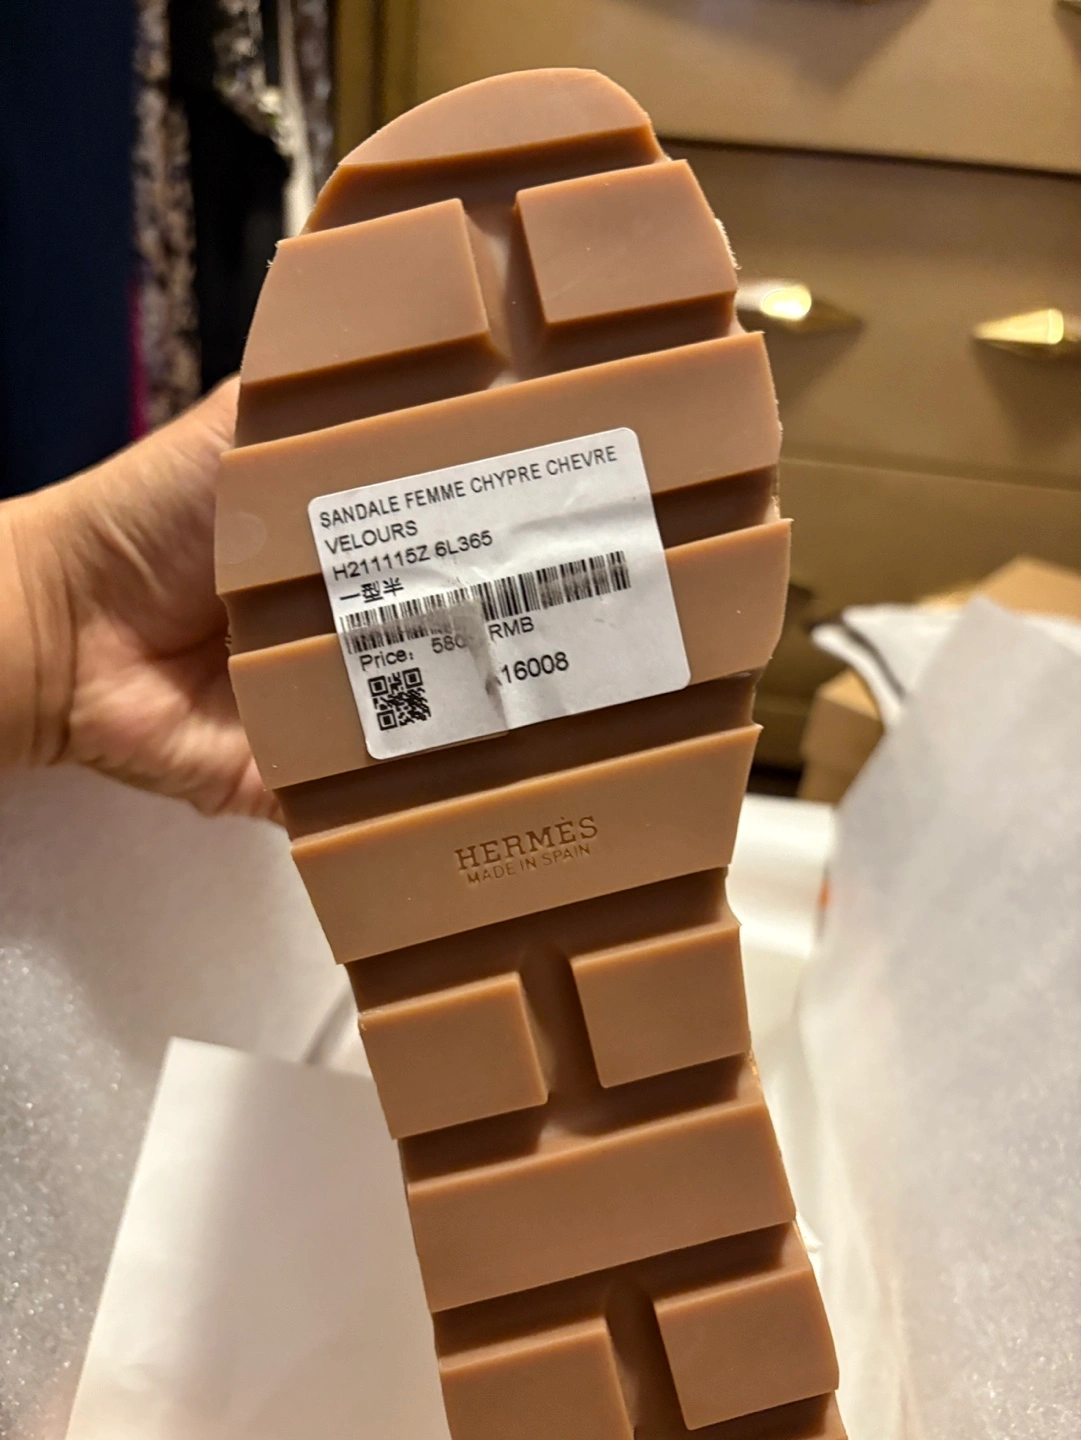 SANDALE FEMME CHYPRE CHEVRE
VELOURS
H211115Z 6L365
一型半
Price: RMB
16008
HERMÈS
MADE IN SPAIN